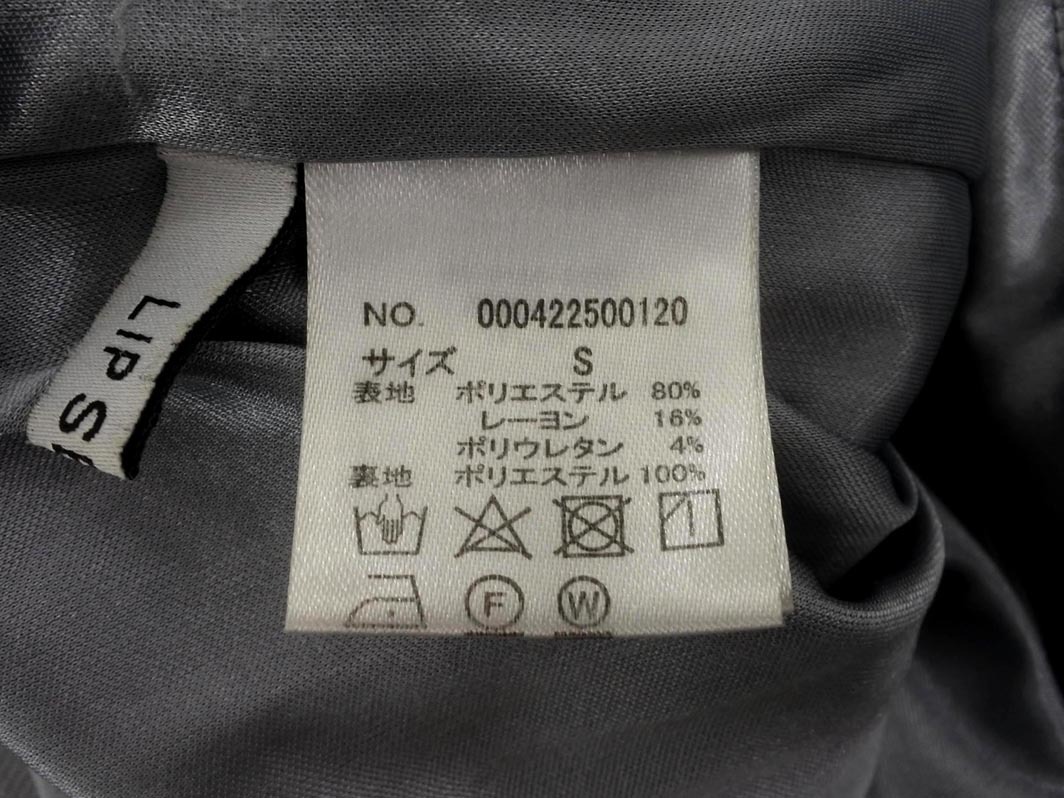 LIP S
NO. 000422500120
サイズ S
表地 ポリエステル 80%
レーヨン 16%
ポリウレタン 4%
裏地 ポリエステル 100%
F W